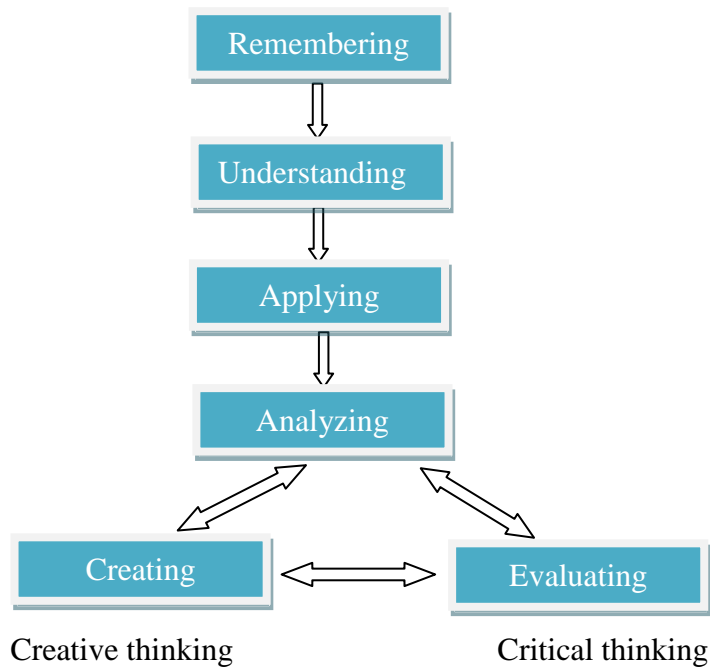 Remembering
Understanding
Applying
Analyzing
Creating
Evaluating
Creative thinking
Critical thinking